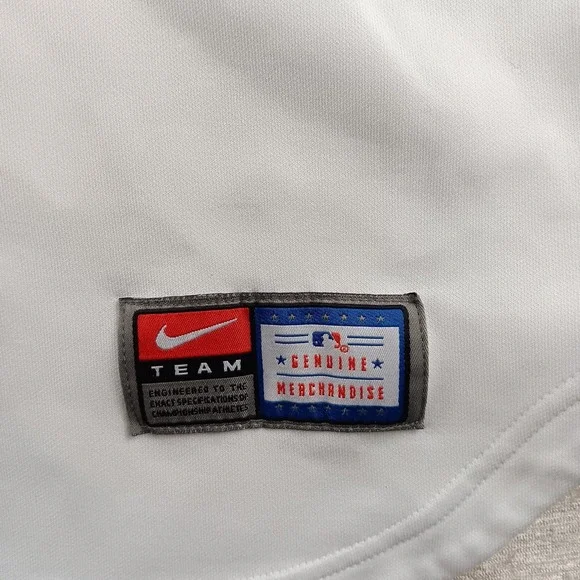 TEAM
ENGINEERED TO THE
EXACT SPECIFICATIONS OF
CHAMPIONSHIP ATHLETES
GENUINE
MERCHANDISE